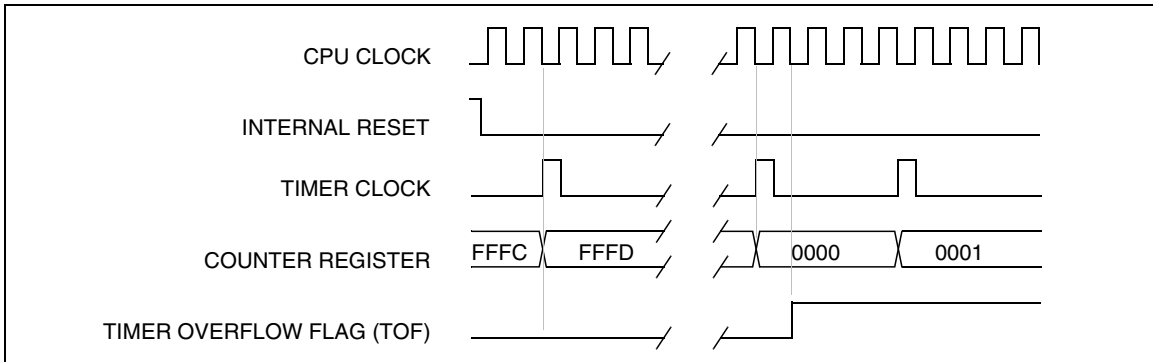 CPU CLOCK
INTERNAL RESET
TIMER CLOCK
COUNTER REGISTER FFFC FFFD 0000 0001
TIMER OVERFLOW FLAG (TOF)